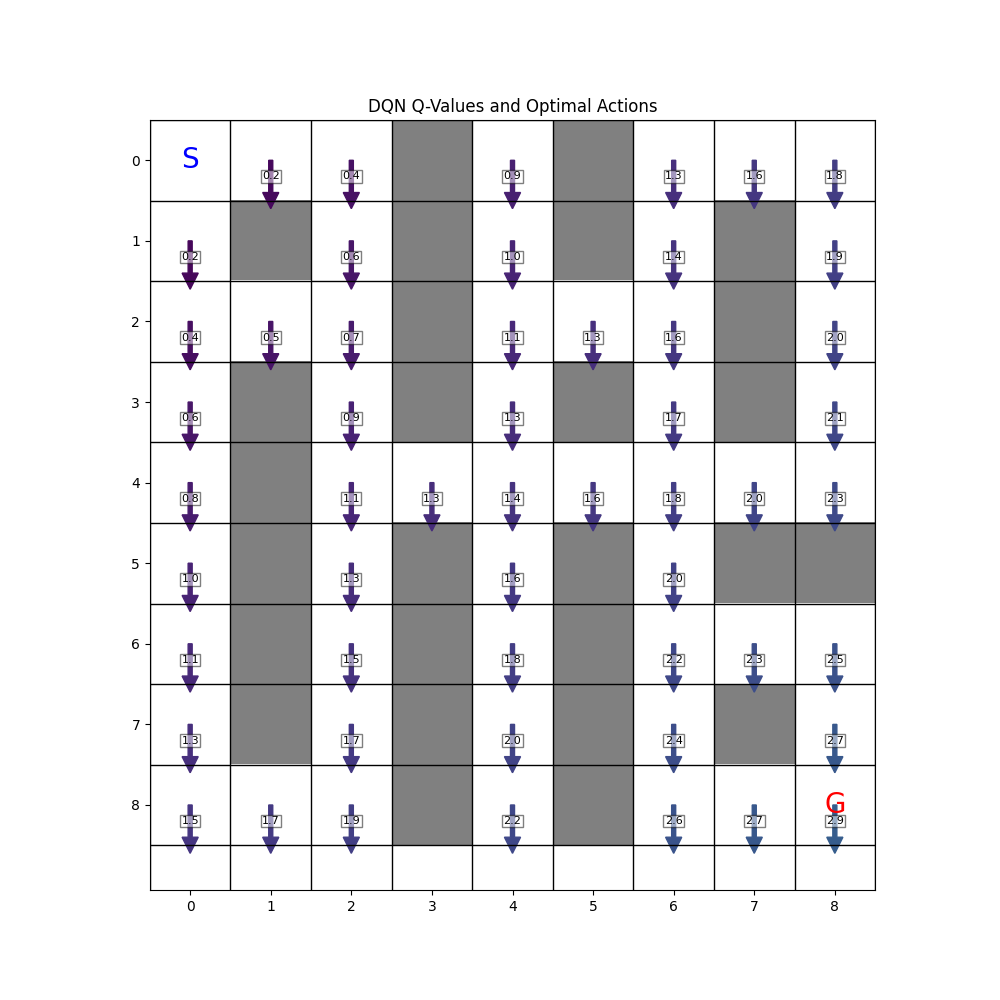 DQN Q-Values and Optimal Actions
0 S 0.2 0.4 0.9 1.3 1.6 1.8
1 0.2 0.6 1.0 1.4 1.9
2 0.4 0.5 0.7 1.1 1.3 1.6 2.0
3 0.6 0.9 1.3 1.7 2.1
4 0.8 1.1 1.3 1.4 1.6 1.8 2.0 2.3
5 1.0 1.3 1.6 2.0
6 1.1 1.5 1.8 2.2 2.3 2.5
7 1.3 1.7 2.0 2.4 2.7
8 G
1.5 1.7 1.9 2.2 2.6 2.7 2.9
0 1 2 3 4 5 6 7 8